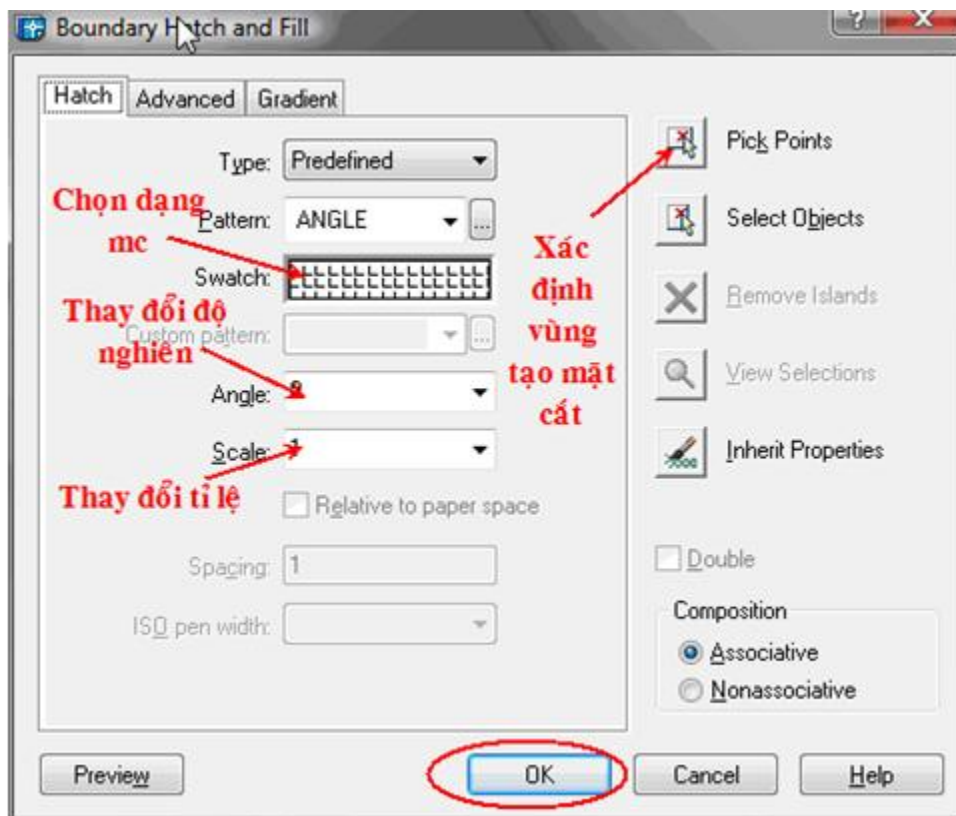 Boundary Hatch and Fill
?
Hatch
Advanced
Gradient
Type:
Predefined
Chọn dạng
mc
Pattern:
ANGLE
...
Swatch:
Thay đổi độ
nghiên
Custom pattern:
...
Angle:
Scale:
Thay đổi tỉ lệ
Relative to paper space
Spacing:
1
ISO pen width:
Xác
định
vùng
tạo mặt
cắt
Pick Points
Select Objects
Remove Islands
View Selections
Inherit Properties
Double
Composition
Associative
Nonassociative
Preview
OK
Cancel
Help